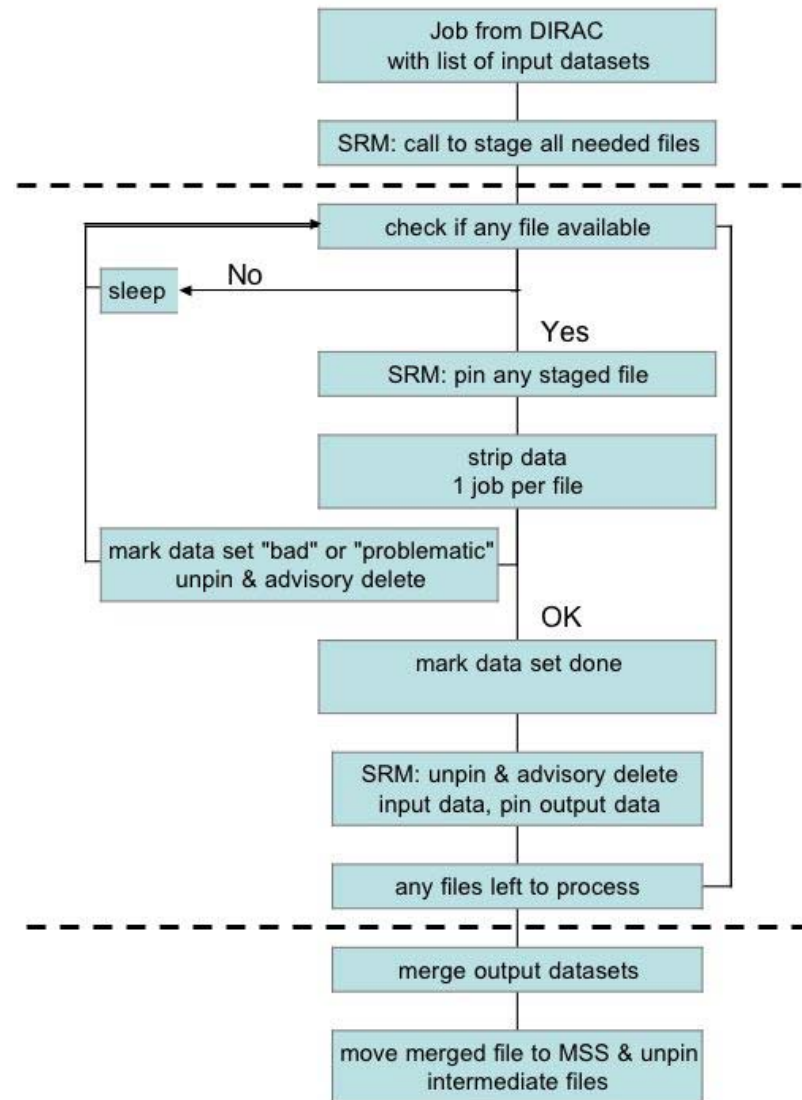 Job from DIRAC
with list of input datasets
SRM: call to stage all needed files
check if any file available
No
sleep
Yes
SRM: pin any staged file
strip data
1 job per file
mark data set "bad" or "problematic"
unpin & advisory delete
OK
mark data set done
SRM: unpin & advisory delete
input data, pin output data
any files left to process
merge output datasets
move merged file to MSS & unpin
intermediate files